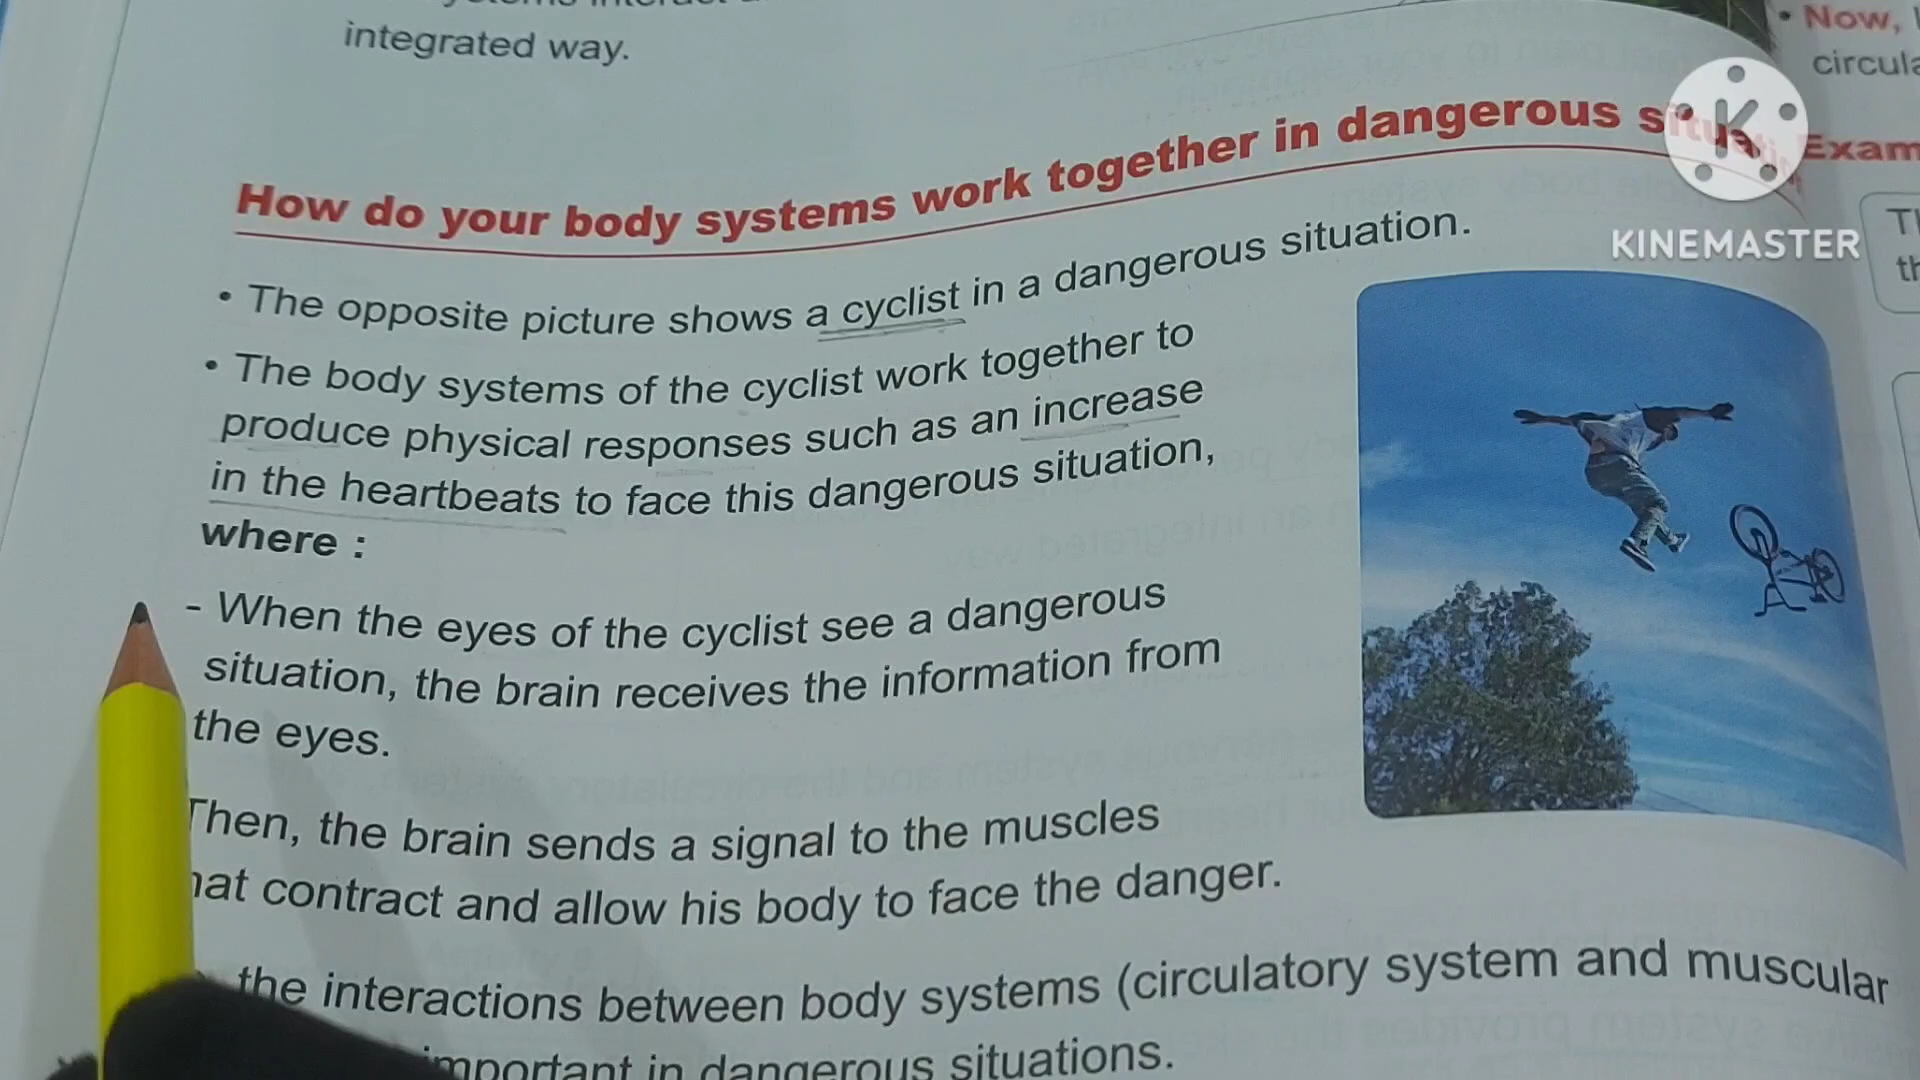 integrated way.
How do your body systems work together in dangerous
• The opposite picture shows a cyclist in a dangerous situation.
• The body systems of the cyclist work together to
produce physical responses such as an increase
in the heartbeats to face this dangerous situation,
where :
- When the eyes of the cyclist see a dangerous
situation, the brain receives the information from
the eyes.
Then, the brain sends a signal to the muscles
contract and allow his body to face the danger.
the interactions between body systems (circulatory system and muscular
important in dangerous situations.
• Now,
KINEMASTER